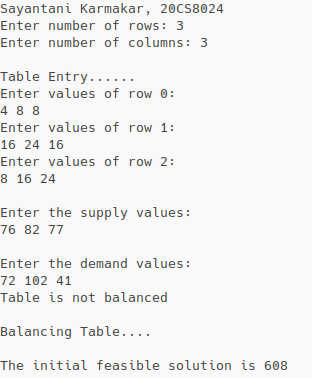 Sayantani Karmakar, 20CS8024
Enter number of rows: 3
Enter number of columns: 3
Table Entry......
Enter values of row 0:
4 8 8
Enter values of row 1:
16 24 16
Enter values of row 2:
8 16 24
Enter the supply values:
76 82 77
Enter the demand values:
72 102 41
Table is not balanced
Balancing Table....
The initial feasible solution is 608